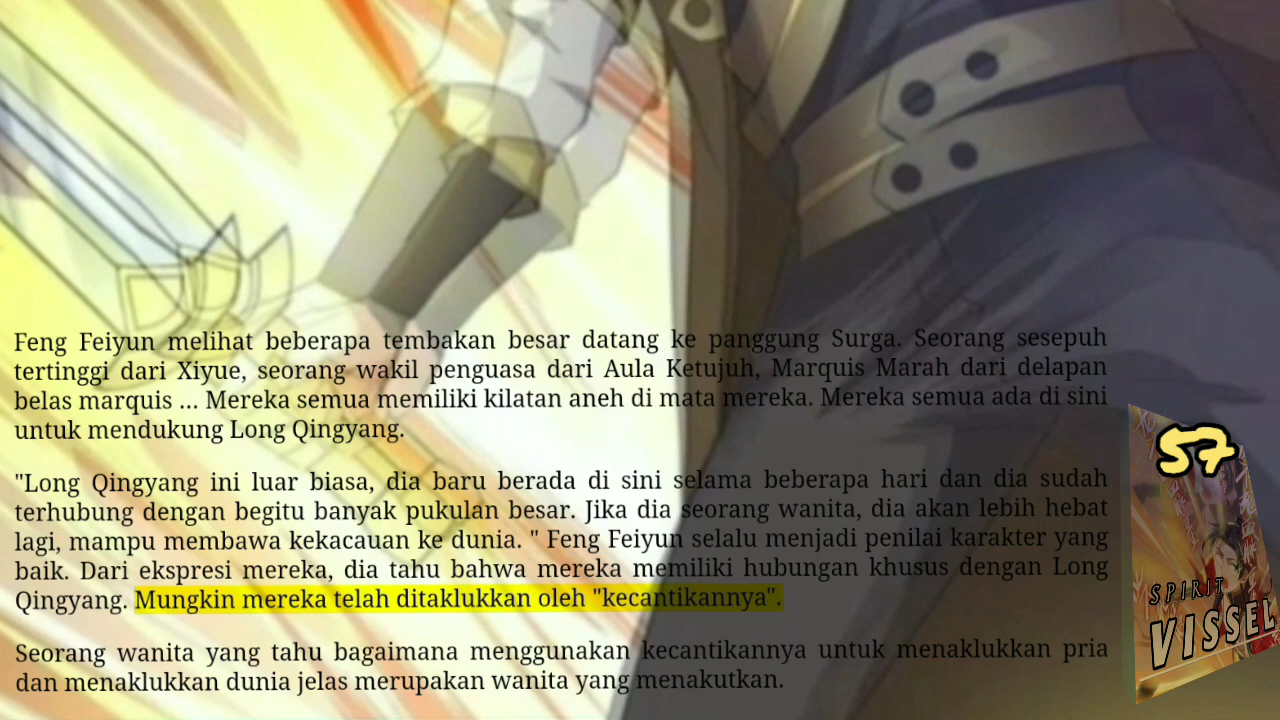 Feng Feiyun melihat beberapa tembakan besar datang ke panggung Surga. Seorang sesepuh
tertinggi dari Xiyue, seorang wakil penguasa dari Aula Ketujuh, Marquis Marah dari delapan
belas marquis ... Mereka semua memiliki kilatan aneh di mata mereka. Mereka semua ada di sini
untuk mendukung Long Qingyang.
"Long Qingyang ini luar biasa, dia baru berada di sini selama beberapa hari dan dia sudah
terhubung dengan begitu banyak pukulan besar. Jika dia seorang wanita, dia akan lebih hebat
lagi, mampu membawa kekacauan ke dunia. " Feng Feiyun selalu menjadi penilai karakter yang
baik. Dari ekspresi mereka, dia tahu bahwa mereka memiliki hubungan khusus dengan Long
Qingyang. Mungkin mereka telah ditaklukkan oleh "kecantikannya".
Seorang wanita yang tahu bagaimana menggunakan kecantikannya untuk menaklukkan pria
dan menaklukkan dunia jelas merupakan wanita yang menakutkan.
57
SPIRIT
VISSEL